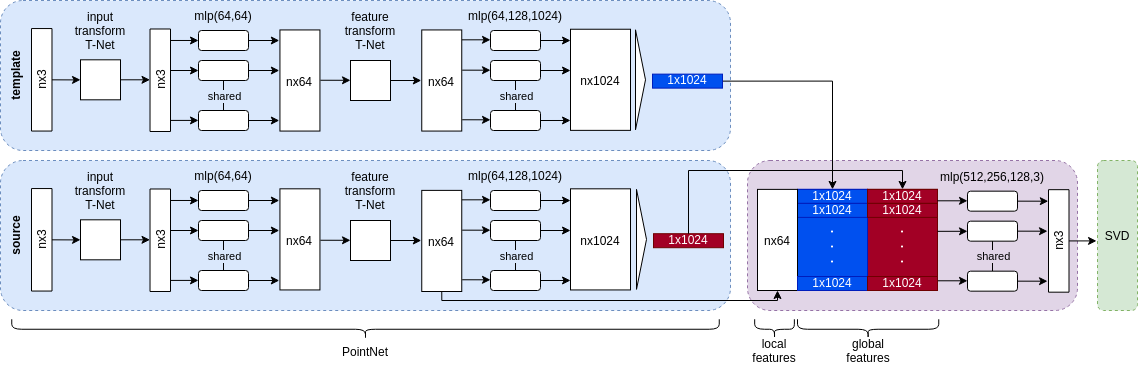 template
nx3
input
transform
T-Net
nx3
mlp(64,64)
shared
nx64
feature
transform
T-Net
nx64
mlp(64,128,1024)
shared
nx1024
1x1024
source
nx3
input
transform
T-Net
nx3
mlp(64,64)
shared
nx64
feature
transform
T-Net
nx64
mlp(64,128,1024)
shared
nx1024
1x1024
nx64
1x1024 1x1024
1x1024 1x1024
. .
. .
. .
1x1024 1x1024
mlp(512,256,128,3)
shared
nx3
SVD
PointNet
local
features
global
features